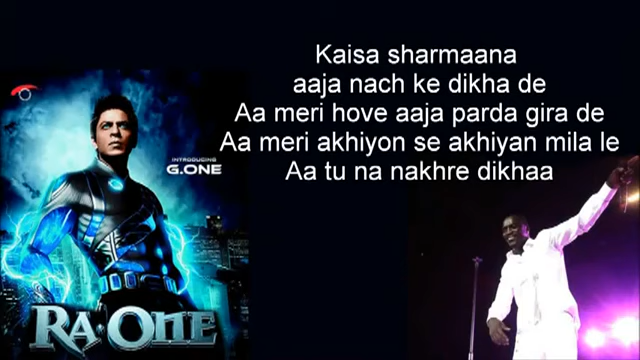 Kaisa sharmaana
aaja nach ke dikha de
Aa meri hove aaja parda gira de
Aa meri akhiyon se akhiyan mila le
Aa tu na nakhre dikhaa
INTRODUCING
G.ONE
RA·ONE